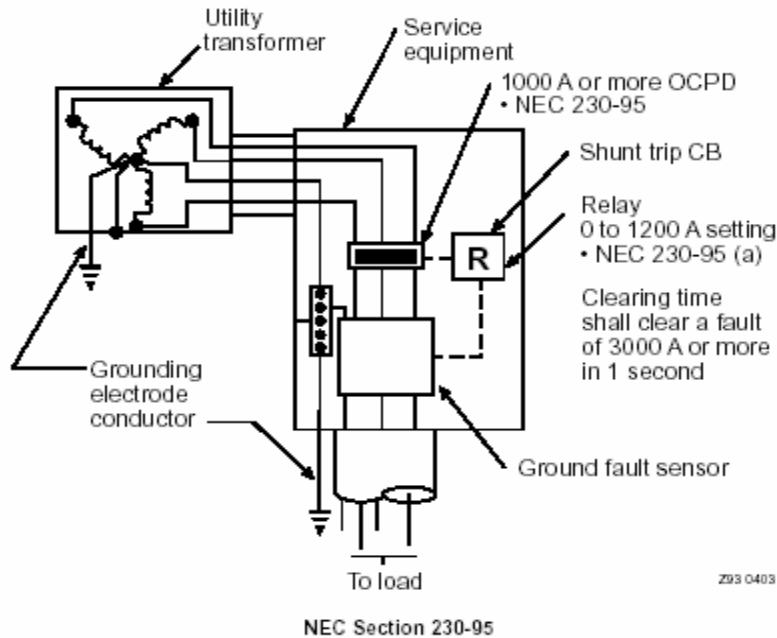 Utility
transformer
Service
equipment
1000 A or more OCPD
• NEC 230-95
Shunt trip CB
Relay
0 to 1200 A setting
• NEC 230-95 (a)
R
Clearing time
shall clear a fault
of 3000 A or more
in 1 second
Grounding
electrode
conductor
Ground fault sensor
To load
Z93 0403
NEC Section 230-95